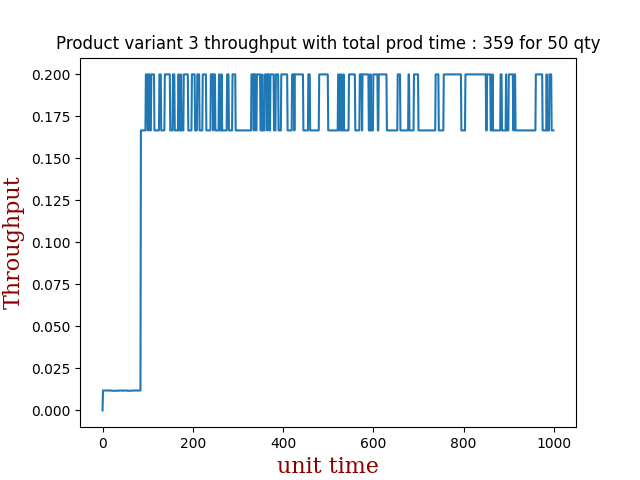 Product variant 3 throughput with total prod time : 359 for 50 qty
0.200
0.175
0.150
0.125
0.100
0.075
0.050
0.025
0.000
Throughput
0 200 400 600 800 1000
unit time